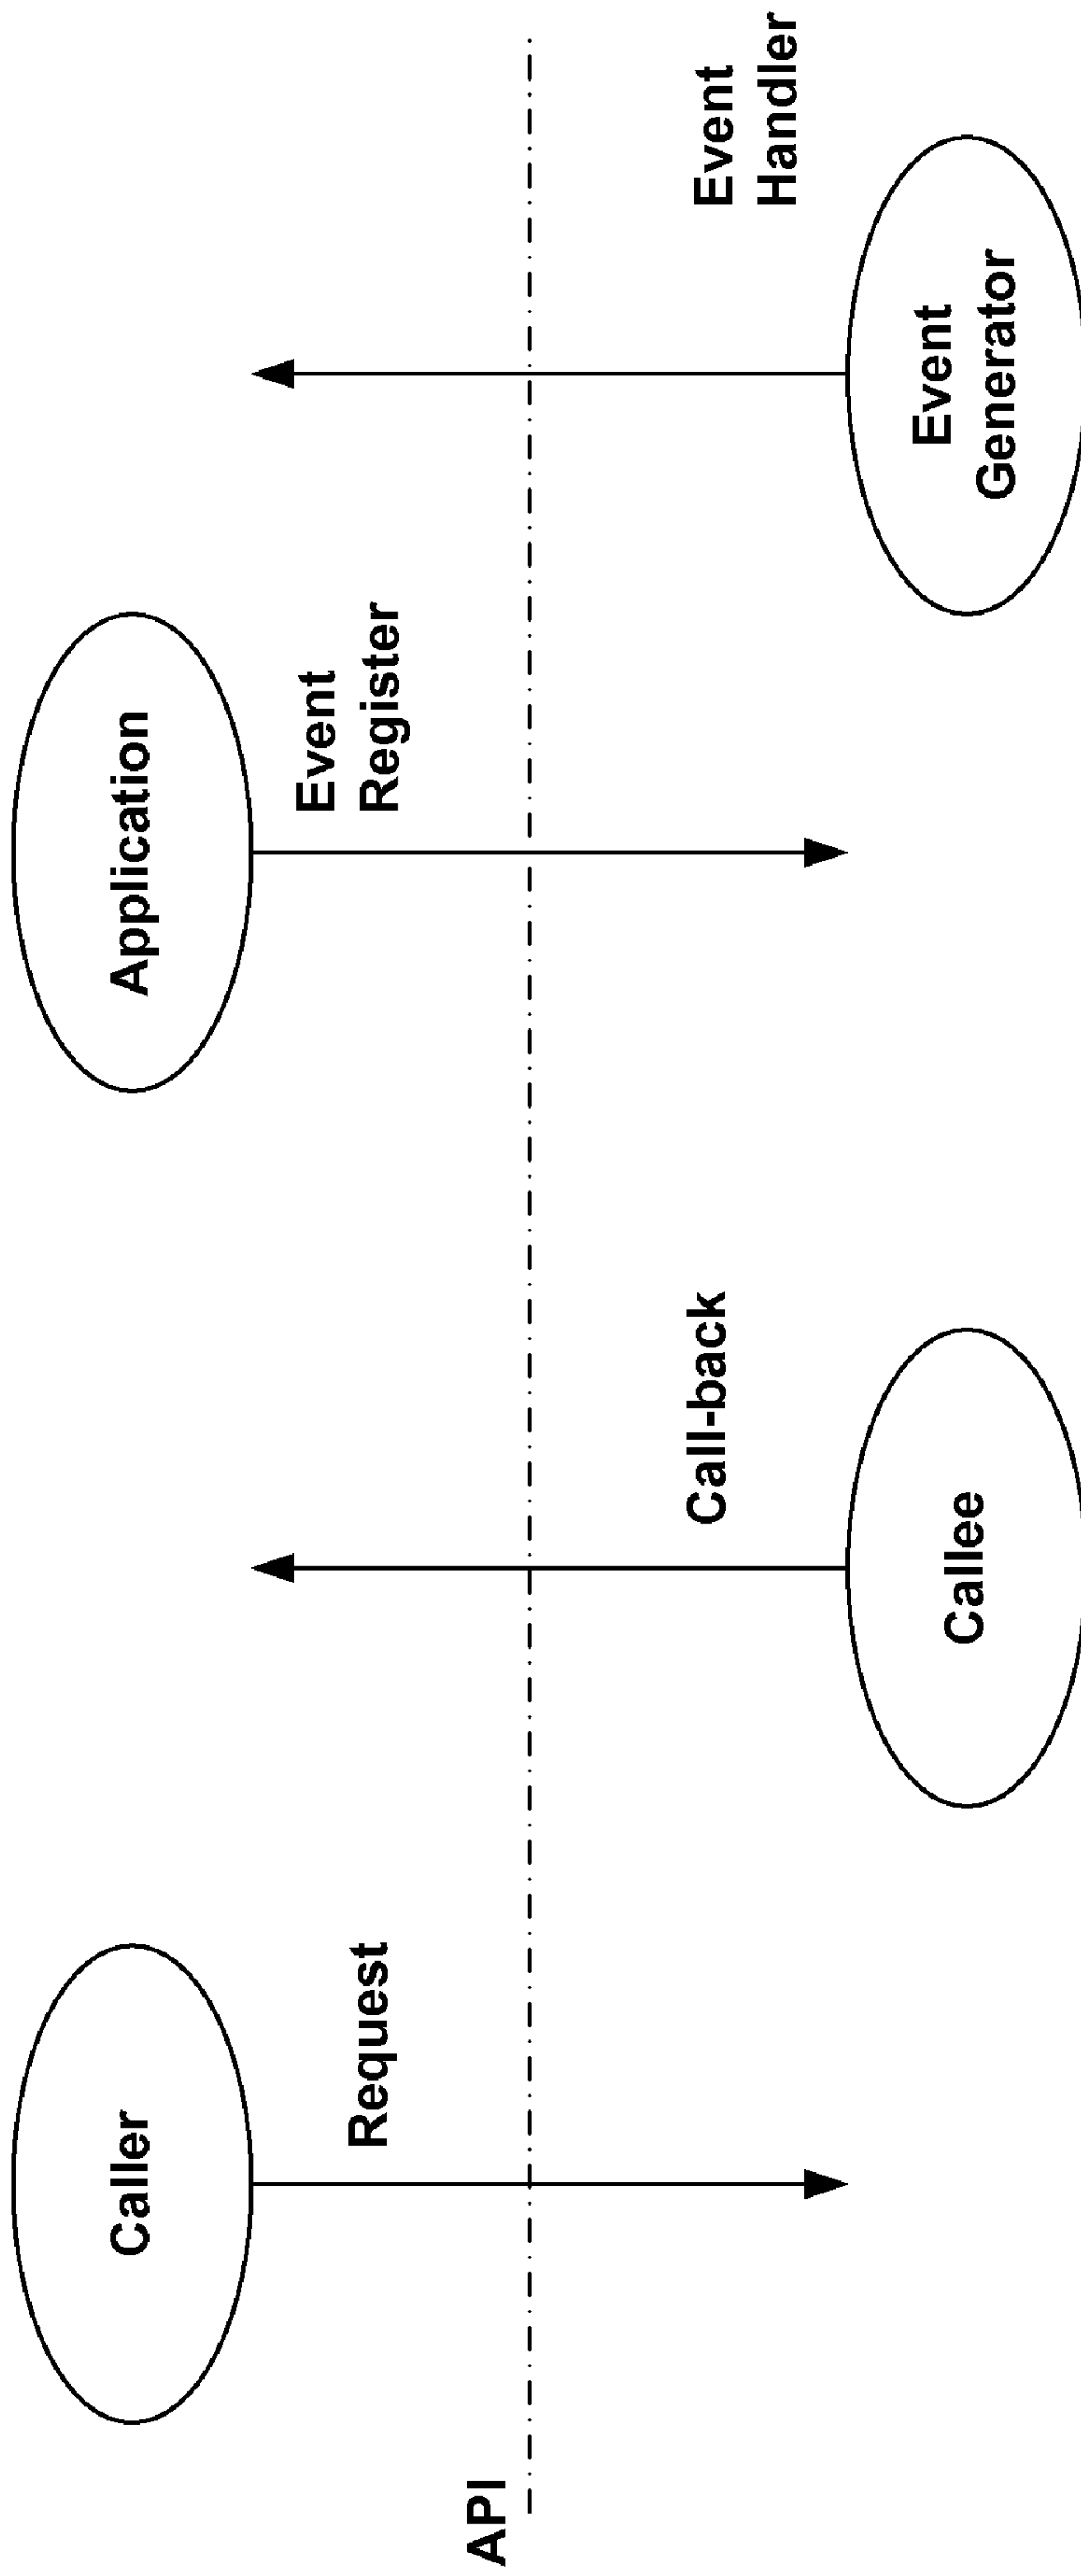 Caller
Application
Request
Event
Register
API
Call-back
Event
Handler
Callee
Event
Generator